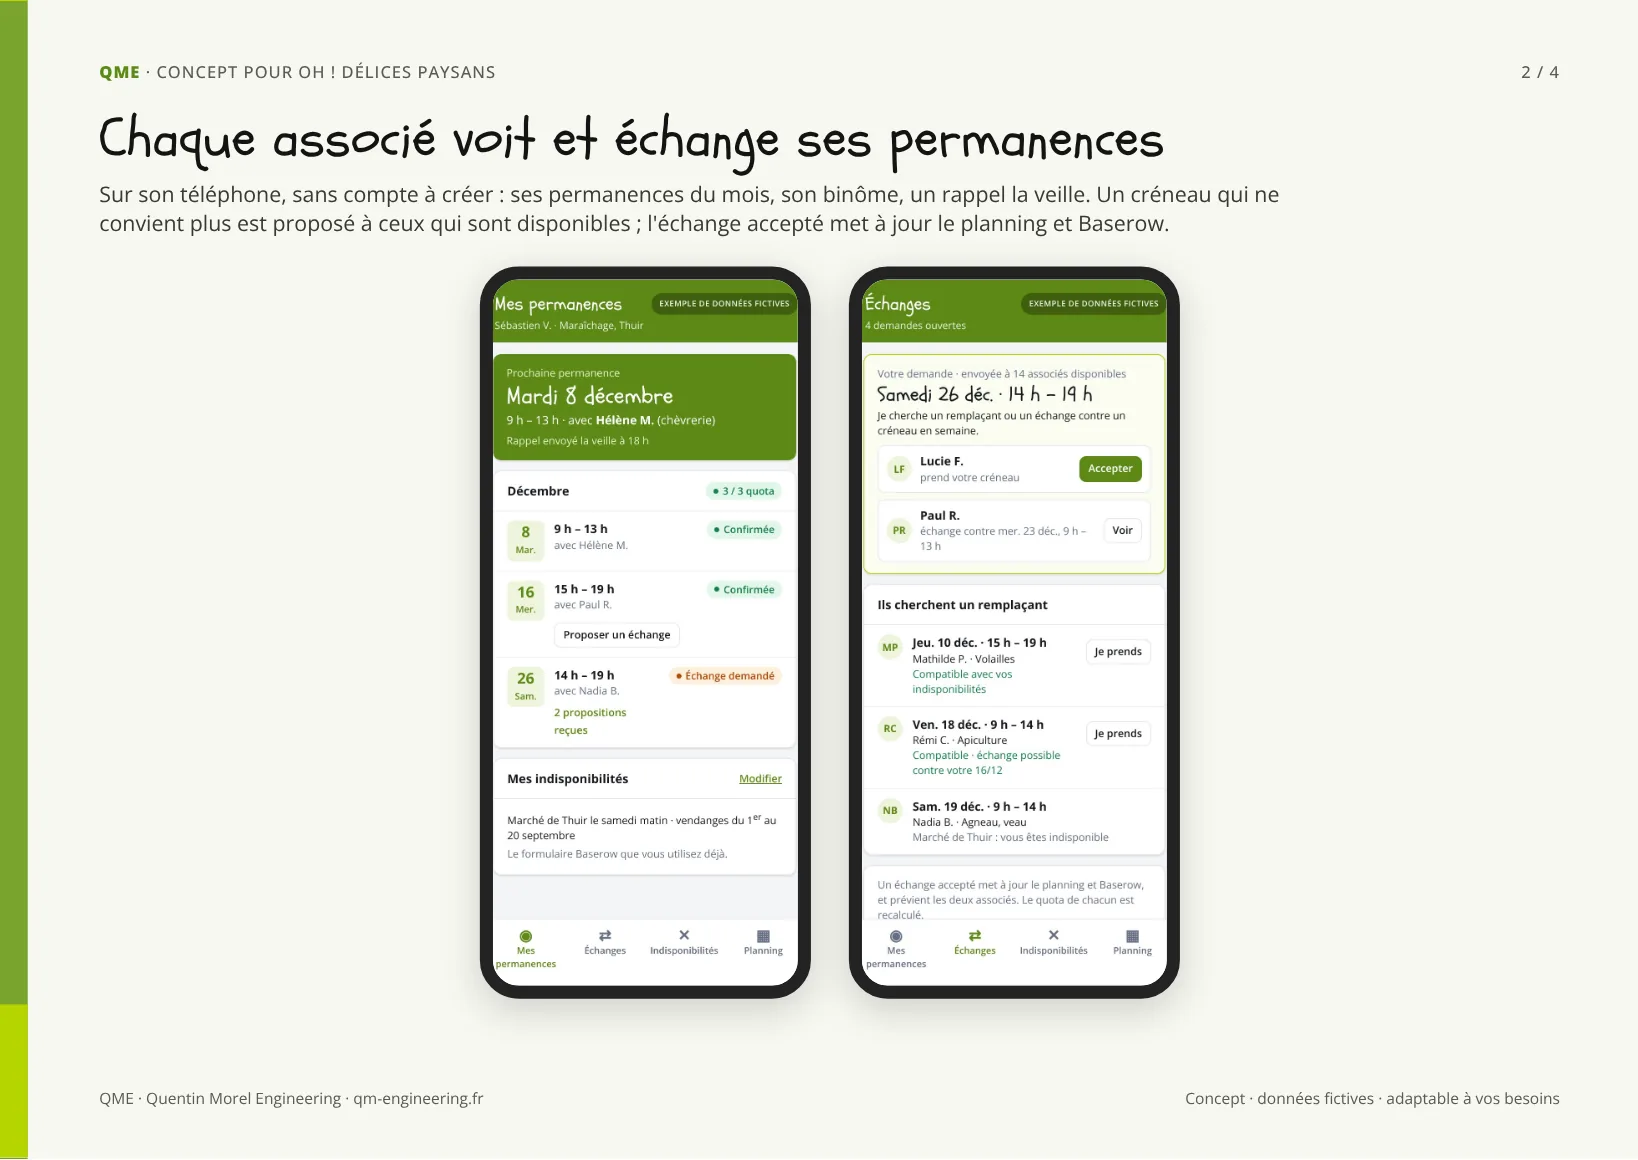 QME · CONCEPT POUR OH ! DÉLICES PAYSANS
2 / 4
Chaque associé voit et échange ses permanences
Sur son téléphone, sans compte à créer : ses permanences du mois, son binôme, un rappel la veille. Un créneau qui ne
convient plus est proposé à ceux qui sont disponibles ; l'échange accepté met à jour le planning et Baserow.
Mes permanences
EXEMPLE DE DONNÉES FICTIVES
Sébastien V. · Maraîchage, Thuir
Prochaine permanence
Mardi 8 décembre
9 h – 13 h · avec Hélène M. (chèvrerie)
Rappel envoyé la veille à 18 h
Décembre
● 3 / 3 quota
8
Mar.
9 h – 13 h
avec Hélène M.
● Confirmée
16
Mer.
15 h – 19 h
avec Paul R.
● Confirmée
Proposer un échange
26
Sam.
14 h – 19 h
avec Nadia B.
● Échange demandé
2 propositions
reçues
Mes indisponibilités
Modifier
Marché de Thuir le samedi matin · vendanges du 1er au
20 septembre
Le formulaire Baserow que vous utilisez déjà.
Mes
permanences
Échanges
Indisponibilités
Planning
Échanges
EXEMPLE DE DONNÉES FICTIVES
4 demandes ouvertes
Votre demande · envoyée à 14 associés disponibles
Samedi 26 déc. · 14 h – 19 h
Je cherche un remplaçant ou un échange contre un
créneau en semaine.
LF
Lucie F.
prend votre créneau
Accepter
PR
Paul R.
échange contre mer. 23 déc., 9 h –
13 h
Voir
Ils cherchent un remplaçant
MP
Jeu. 10 déc. · 15 h – 19 h
Mathilde P. · Volailles
Compatible avec vos
indisponibilités
Je prends
RC
Ven. 18 déc. · 9 h – 14 h
Rémi C. · Apiculture
Compatible · échange possible
contre votre 16/12
Je prends
NB
Sam. 19 déc. · 9 h – 14 h
Nadia B. · Agneau, veau
Marché de Thuir : vous êtes indisponible
Un échange accepté met à jour le planning et Baserow,
et prévient les deux associés. Le quota de chacun est
recalculé.
Mes
permanences
Échanges
Indisponibilités
Planning
QME · Quentin Morel Engineering · qm-engineering.fr
Concept · données fictives · adaptable à vos besoins